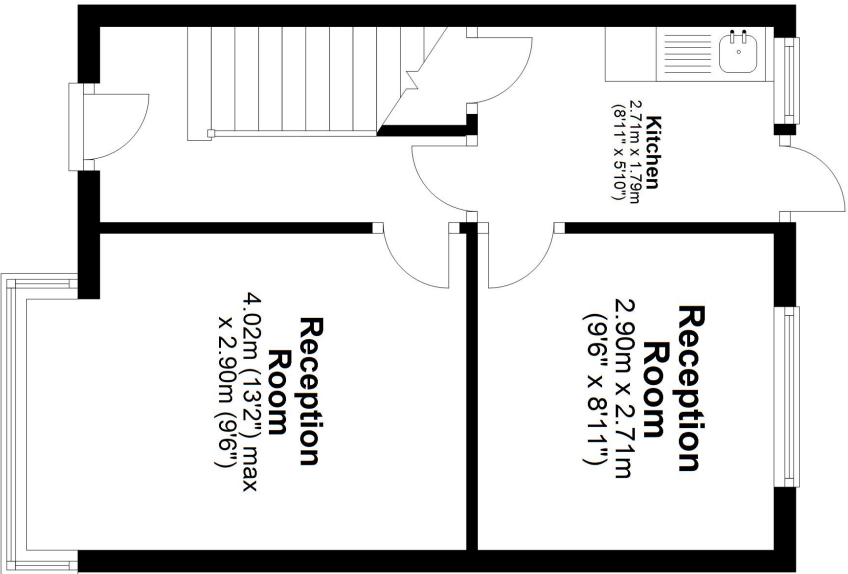 Kitchen
2.71m x 1.79m
(8'11" x 5'10")
Reception
Room
2.90m x 2.71m
(9'6" x 8'11")
Reception
Room
4.02m (13'2") max
x 2.90m (9'6")